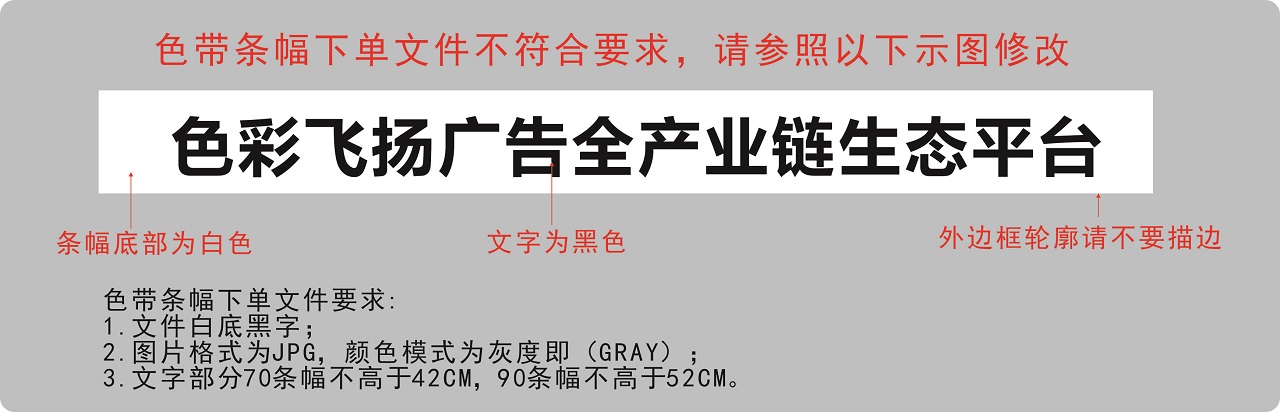 色带条幅下单文件不符合要求，请参照以下示图修改
色彩飞扬广告全产业链生态平台
条幅底部为白色
文字为黑色
外边框轮廓请不要描边
色带条幅下单文件要求:
1.文件白底黑字；
2.图片格式为JPG，颜色模式为灰度即（GRAY）；
3.文字部分70条幅不高于42CM，90条幅不高于52CM。